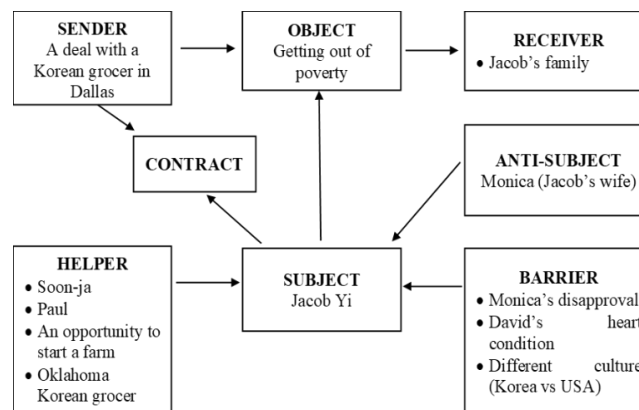 SENDER
A deal with a
Korean grocer in
Dallas
OBJECT
Getting out of
poverty
RECEIVER
• Jacob's family
CONTRACT
ANTI-SUBJECT
Monica (Jacob's wife)
HELPER
• Soon-ja
• Paul
• An opportunity to
start a farm
• Oklahoma
Korean grocer
SUBJECT
Jacob Yi
BARRIER
• Monica's disapproval
• David's heart
condition
• Different culture
(Korea vs USA)